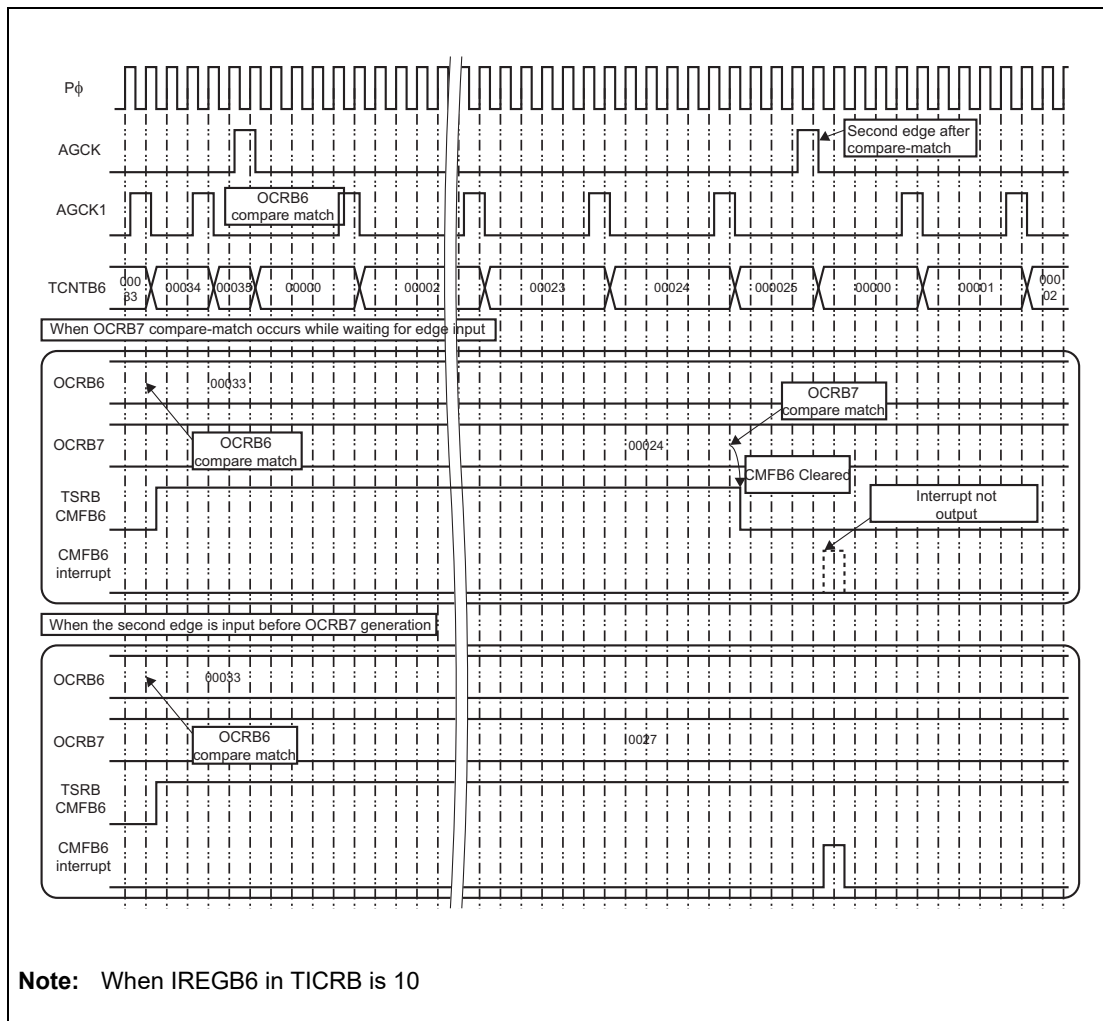 Pϕ
AGCK
Second edge after
compare-match
AGCK1
OCRB6
compare match
TCNTB6
000
33
00034
00035
00000
00002
00023
00024
000025
00000
00001
000
02
When OCRB7 compare-match occurs while waiting for edge input
OCRB6
00033
OCRB7
compare match
OCRB7
OCRB6
compare match
00024
CMFB6 Cleared
TSRB
CMFB6
Interrupt not
output
CMFB6
interrupt
When the second edge is input before OCRB7 generation
OCRB6
00033
OCRB7
OCRB6
compare match
0027
TSRB
CMFB6
CMFB6
interrupt
Note: When IREGB6 in TICRB is 10